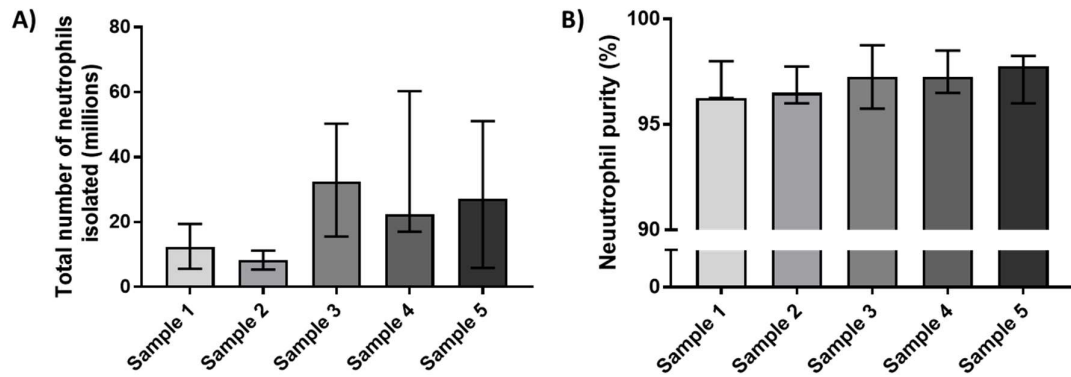 A)
Total number of neutrophils
isolated (millions)
80
60
40
20
0
Sample 1
Sample 2
Sample 3
Sample 4
Sample 5
B)
Neuutrophil purity (%)
100
95
90
0
Sample 1
Sample 2
Sample 3
Sample 4
Sample 5